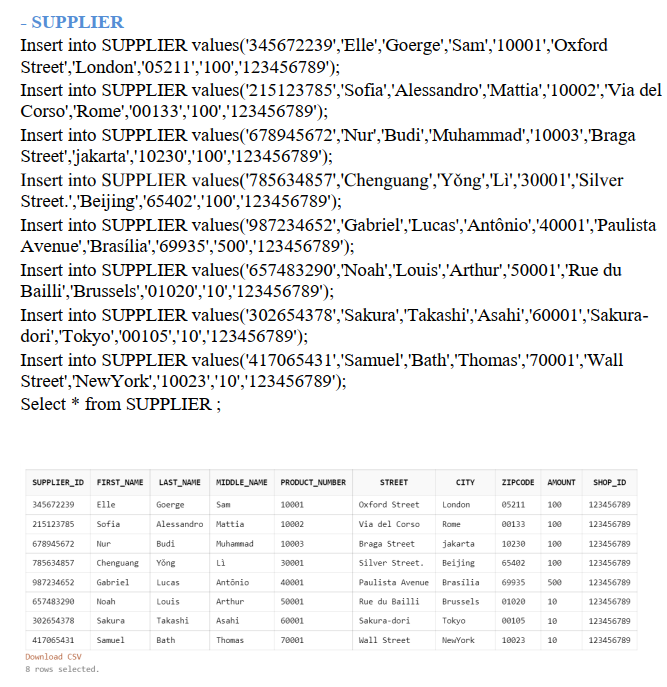 - SUPPLIER
Insert into SUPPLIER values('345672239','Elle','Goerge','Sam','10001','Oxford
Street','London','05211','100','123456789');
Insert into SUPPLIER values('215123785','Sofia','Alessandro','Mattia','10002','Via del
Corso','Rome','00133','100','123456789');
Insert into SUPPLIER values('678945672','Nur','Budi','Muhammad','10003','Braga
Street','jakarta','10230','100','123456789');
Insert into SUPPLIER values('785634857','Chenguang','Yǒng','Lì','30001','Silver
Street.','Beijing','65402','100','123456789');
Insert into SUPPLIER values('987234652','Gabriel','Lucas','Antônio','40001','Paulista
Avenue','Brasília','69935','500','123456789');
Insert into SUPPLIER values('657483290','Noah','Louis','Arthur','50001','Rue du
Bailli','Brussels','01020','10','123456789');
Insert into SUPPLIER values('302654378','Sakura','Takashi','Asahi','60001','Sakura-
dori','Tokyo','00105','10','123456789');
Insert into SUPPLIER values('417065431','Samuel','Bath','Thomas','70001','Wall
Street','NewYork','10023','10','123456789');
Select * from SUPPLIER ;
SUPPLIER_ID FIRST_NAME LAST_NAME MIDDLE_NAME PRODUCT_NUMBER STREET CITY ZIPCODE AMOUNT SHOP_ID
345672239 Elle Goerge Sam 10001 Oxford Street London 05211 100 123456789
215123785 Sofia Alessandro Mattia 10002 Via del Corso Rome 00133 100 123456789
678945672 Nur Budi Muhammad 10003 Braga Street jakarta 10230 100 123456789
785634857 Chenguang Yǒng Lì 30001 Silver Street. Beijing 65402 100 123456789
987234652 Gabriel Lucas Antônio 40001 Paulista Avenue Brasília 69935 500 123456789
657483290 Noah Louis Arthur 50001 Rue du Bailli Brussels 01020 10 123456789
302654378 Sakura Takashi Asahi 60001 Sakura-dori Tokyo 00105 10 123456789
417065431 Samuel Bath Thomas 70001 Wall Street NewYork 10023 10 123456789
Download CSV
8 rows selected.